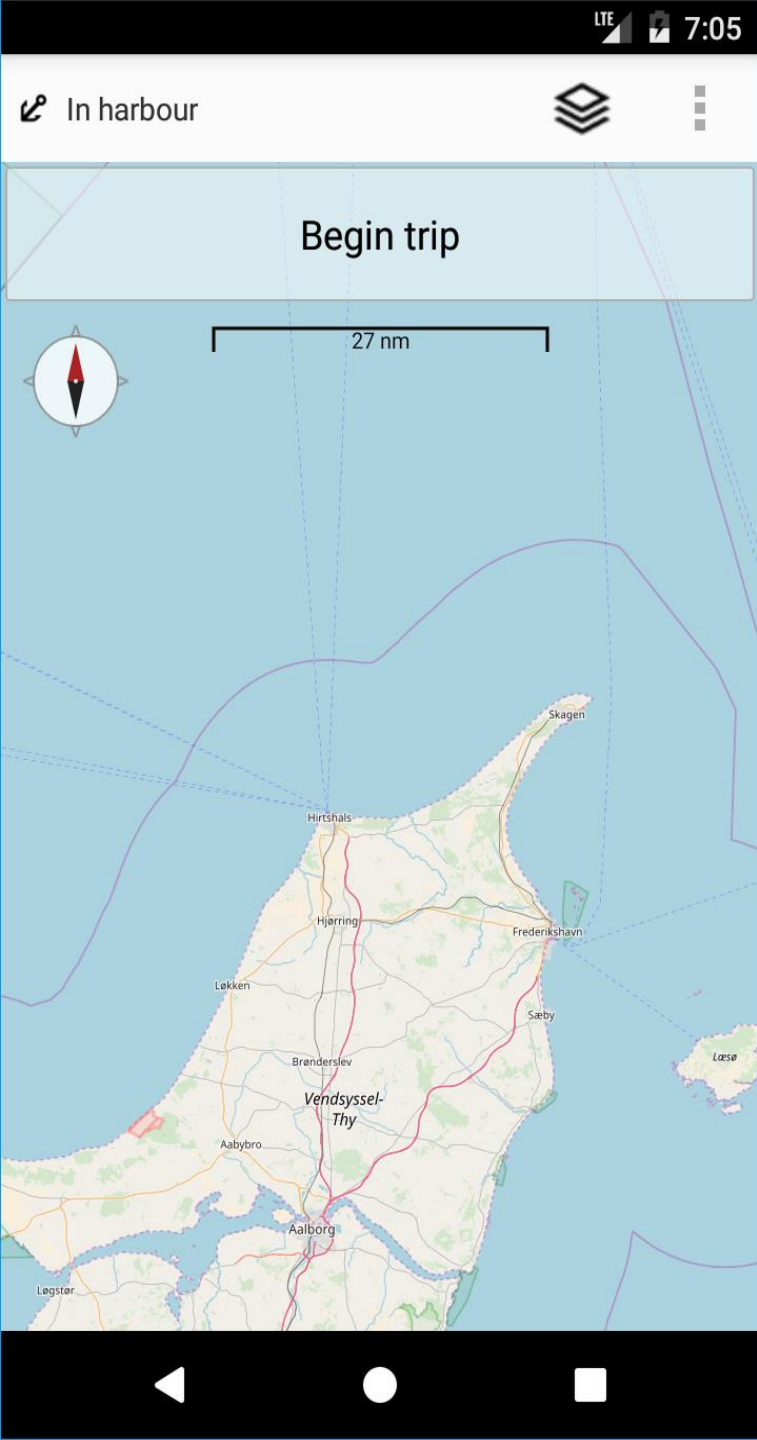 LTE 7:05
In harbour
Begin trip
27 nm
Skagen
Hirtshals
Hjørring
Frederikshavn
Løkken
Sæby
Brønderslev
Læsø
Vendsyssel-
Thy
Aabybro
Aalborg
Løgstør